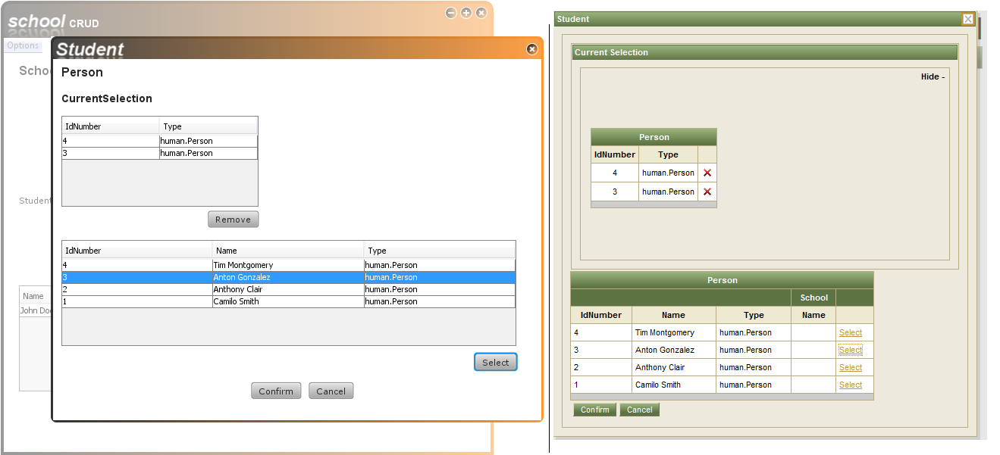 school CRUD
Options
Schoo
Student
Name
John Doe
Student
Person
CurrentSelection
IdNumber Type
4 human.Person
3 human.Person
Remove
IdNumber Name Type
4 Tim Montgomery human.Person
3 Anton Gonzalez human.Person
2 Anthony Clair human.Person
1 Camilo Smith human.Person
Select
Confirm Cancel
Student
Current Selection
Hide -
Person
IdNumber Type
4 human.Person
3 human.Person
Person
School
IdNumber Name Type Name
4 Tim Montgomery human.Person Select
3 Anton Gonzalez human.Person Select
2 Anthony Clair human.Person Select
1 Camilo Smith human.Person Select
Confirm Cancel